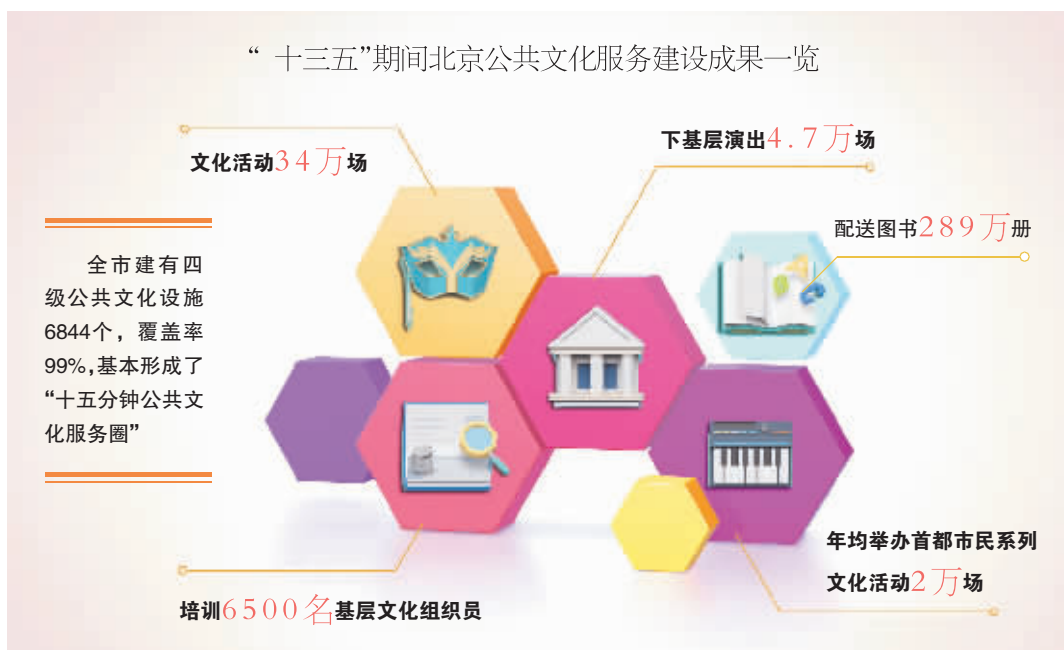 “ 十三五”期间北京公共文化服务建设成果一览
文化活动34万场
下基层演出4.7万场
配送图书289万册
全市建有四
级公共文化设施
6844个，覆盖率
99%,基本形成了
“十五分钟公共文
化服务圈”
年均举办首都市民系列
文化活动2万场
培训6500名基层文化组织员